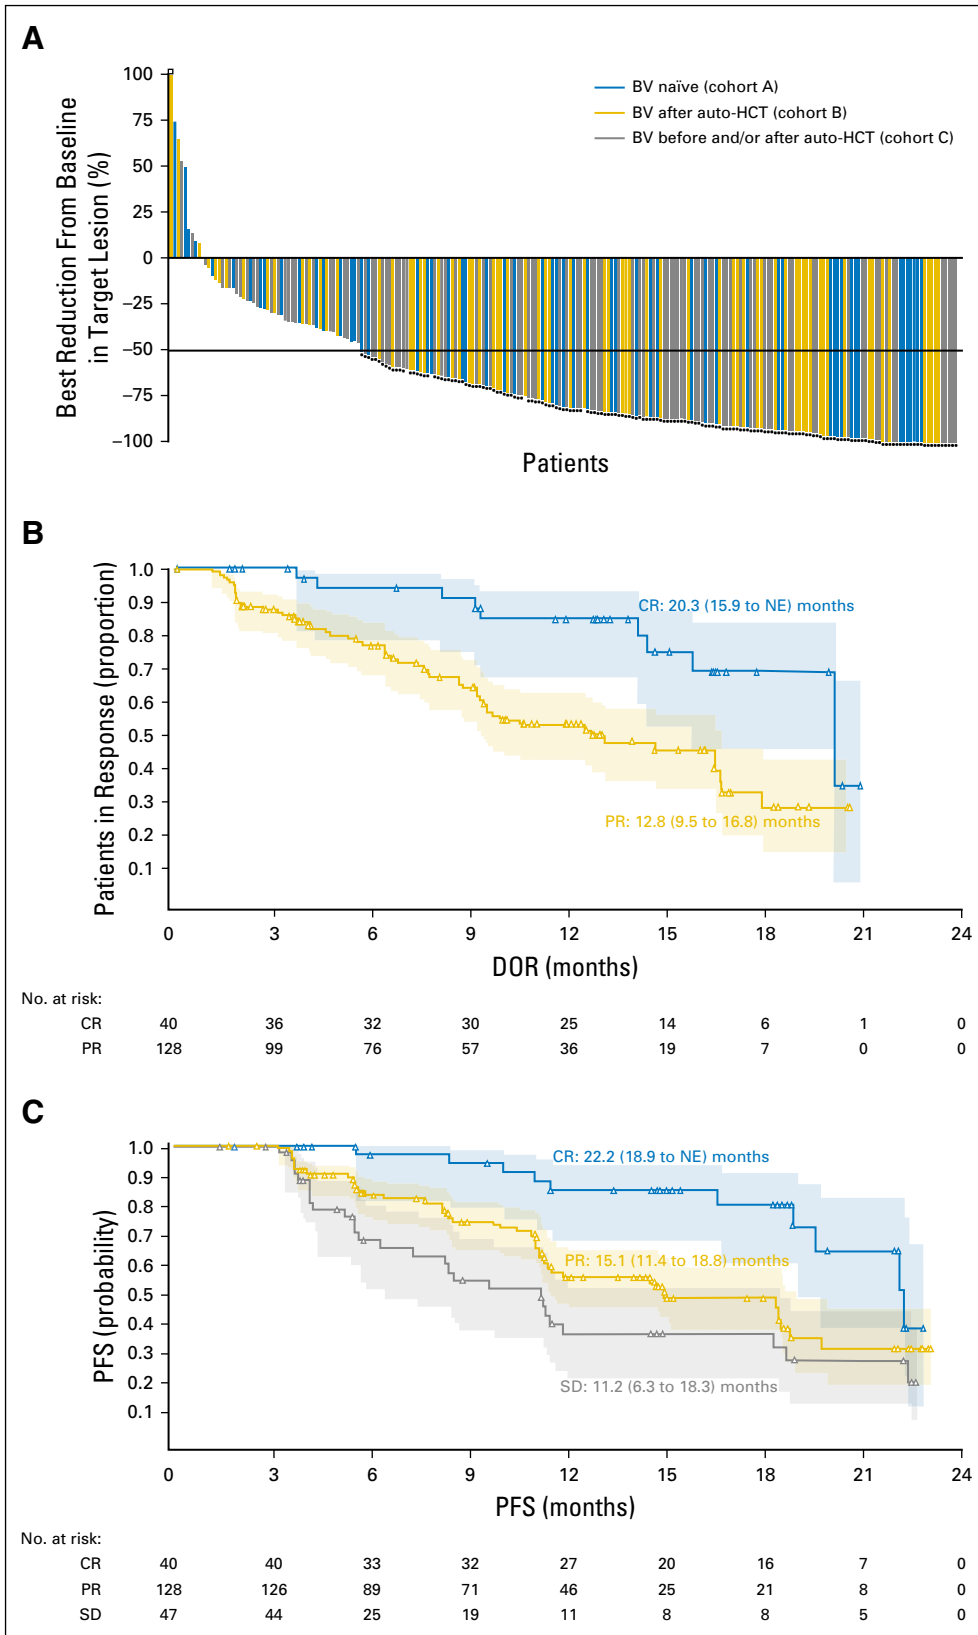 A
Best Reduction From Baseline
in Target Lesion (%)
100
75
50
25
0
−25
−50
−75
−100
BV naïve (cohort A)
BV after auto-HCT (cohort B)
BV before and/or after auto-HCT (cohort C)
Patients
B
Patients in Response (proportion)
1.0
0.9
0.8
0.7
0.6
0.5
0.4
0.3
0.2
0.1
CR: 20.3 (15.9 to NE) months
PR: 12.8 (9.5 to 16.8) months
0 3 6 9 12 15 18 21 24
DOR (months)
No. at risk:
CR 40 36 32 30 25 14 6 1 0
PR 128 99 76 57 36 19 7 0 0
C
PFS (probability)
1.0
0.9
0.8
0.7
0.6
0.5
0.4
0.3
0.2
0.1
CR: 22.2 (18.9 to NE) months
PR: 15.1 (11.4 to 18.8) months
SD: 11.2 (6.3 to 18.3) months
0 3 6 9 12 15 18 21 24
PFS (months)
No. at risk:
CR 40 40 33 32 27 20 16 7 0
PR 128 126 89 71 46 25 21 8 0
SD 47 44 25 19 11 8 8 5 0